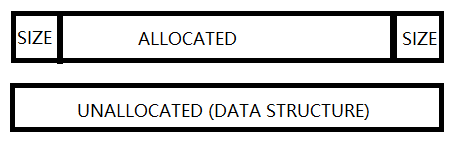 SIZE ALLOCATED SIZE
UNALLOCATED (DATA STRUCTURE)